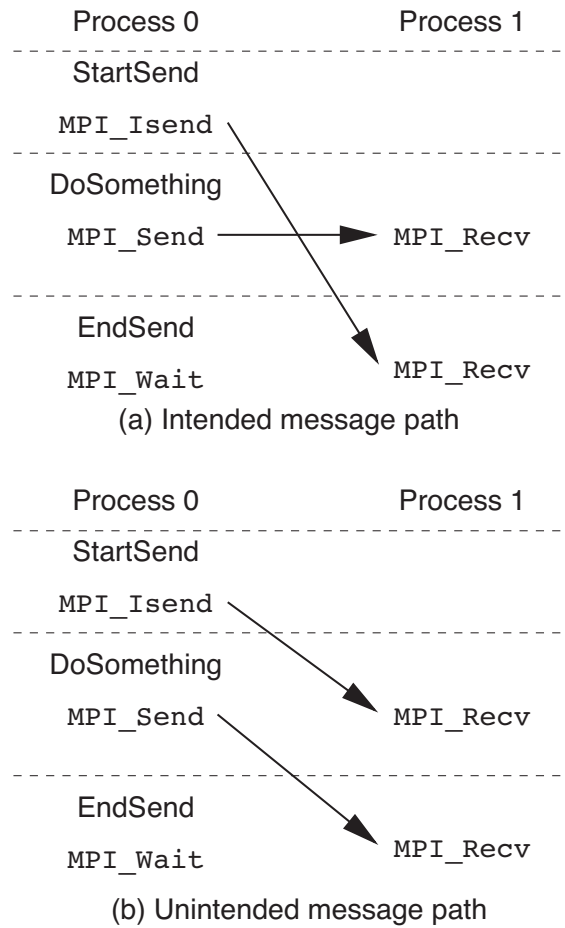 Process 0 Process 1
StartSend
MPI_Isend
DoSomething
MPI_Send MPI_Recv
EndSend
MPI_Wait MPI_Recv
(a) Intended message path
Process 0 Process 1
StartSend
MPI_Isend
DoSomething
MPI_Send MPI_Recv
EndSend
MPI_Wait MPI_Recv
(b) Unintended message path